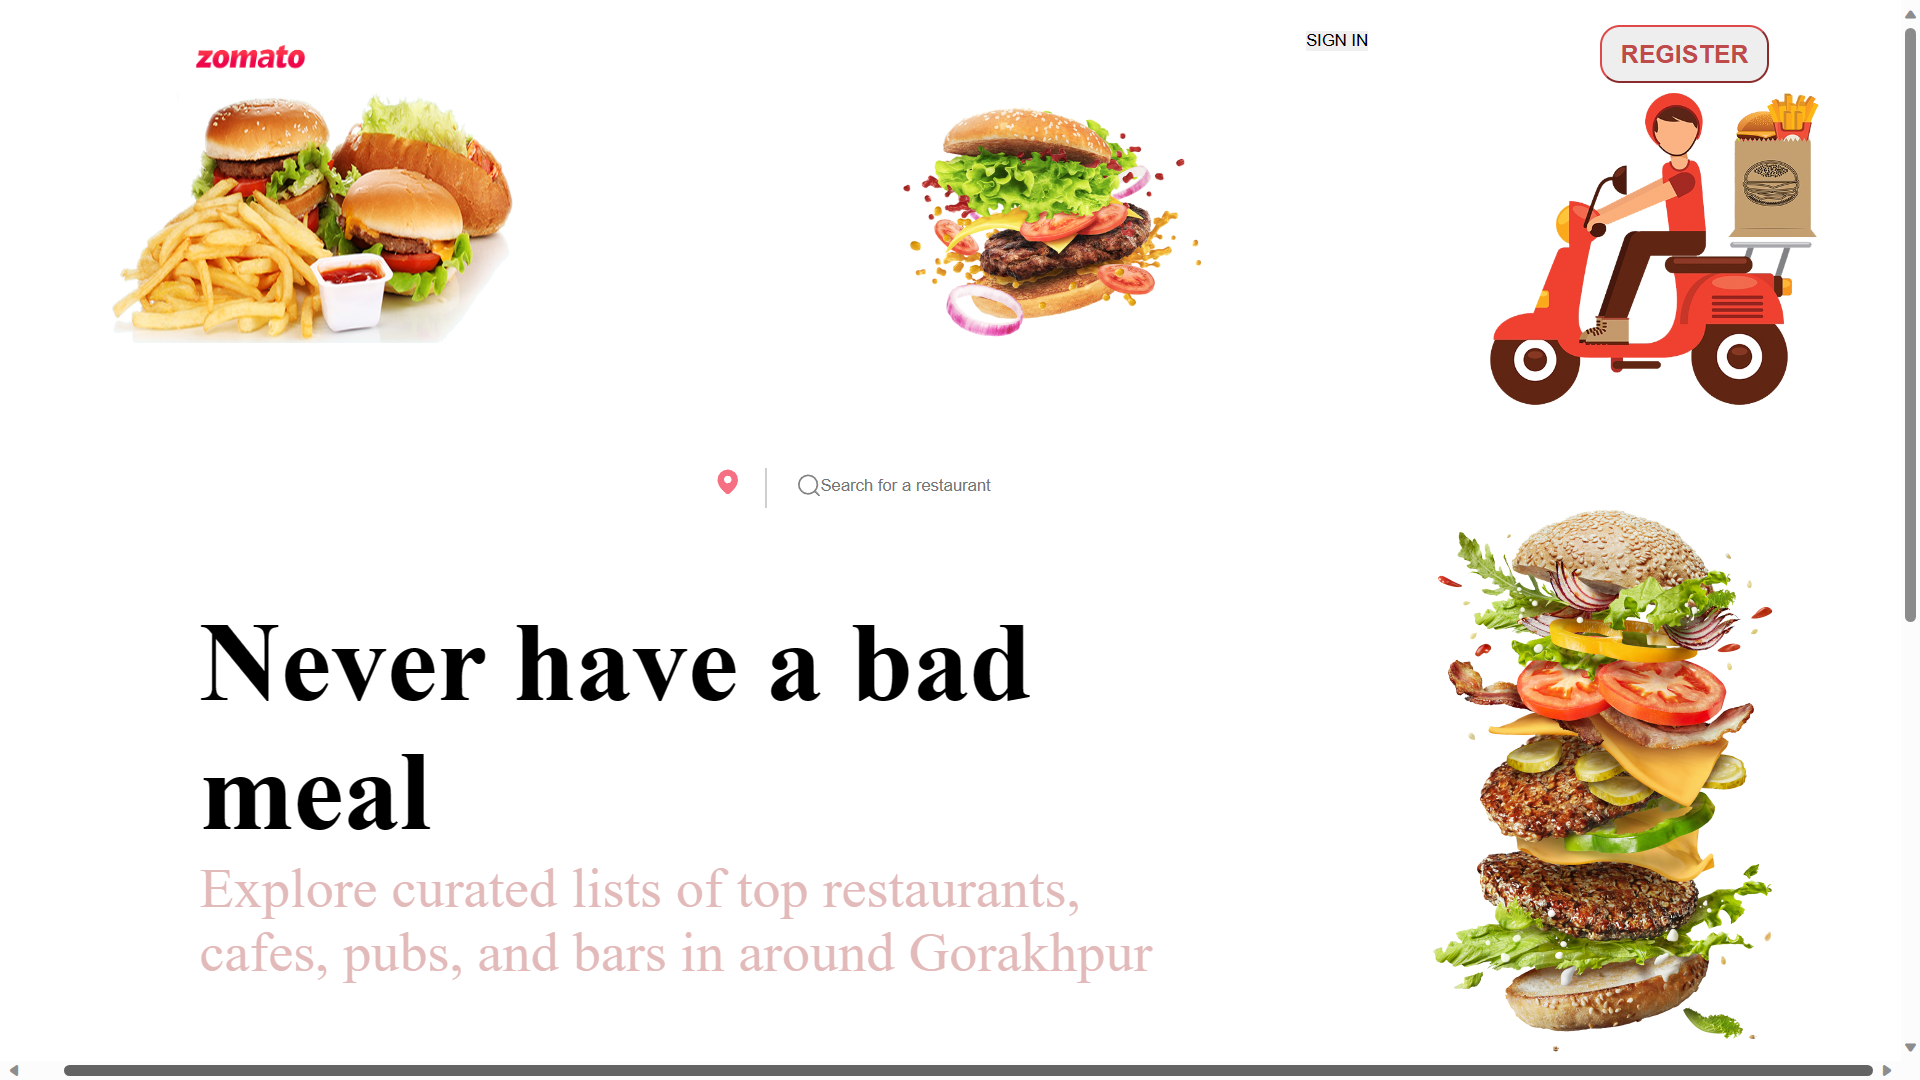 zomato
SIGN IN
REGISTER
Search for a restaurant
Never have a bad
meal
Explore curated lists of top restaurants,
cafes, pubs, and bars in around Gorakhpur